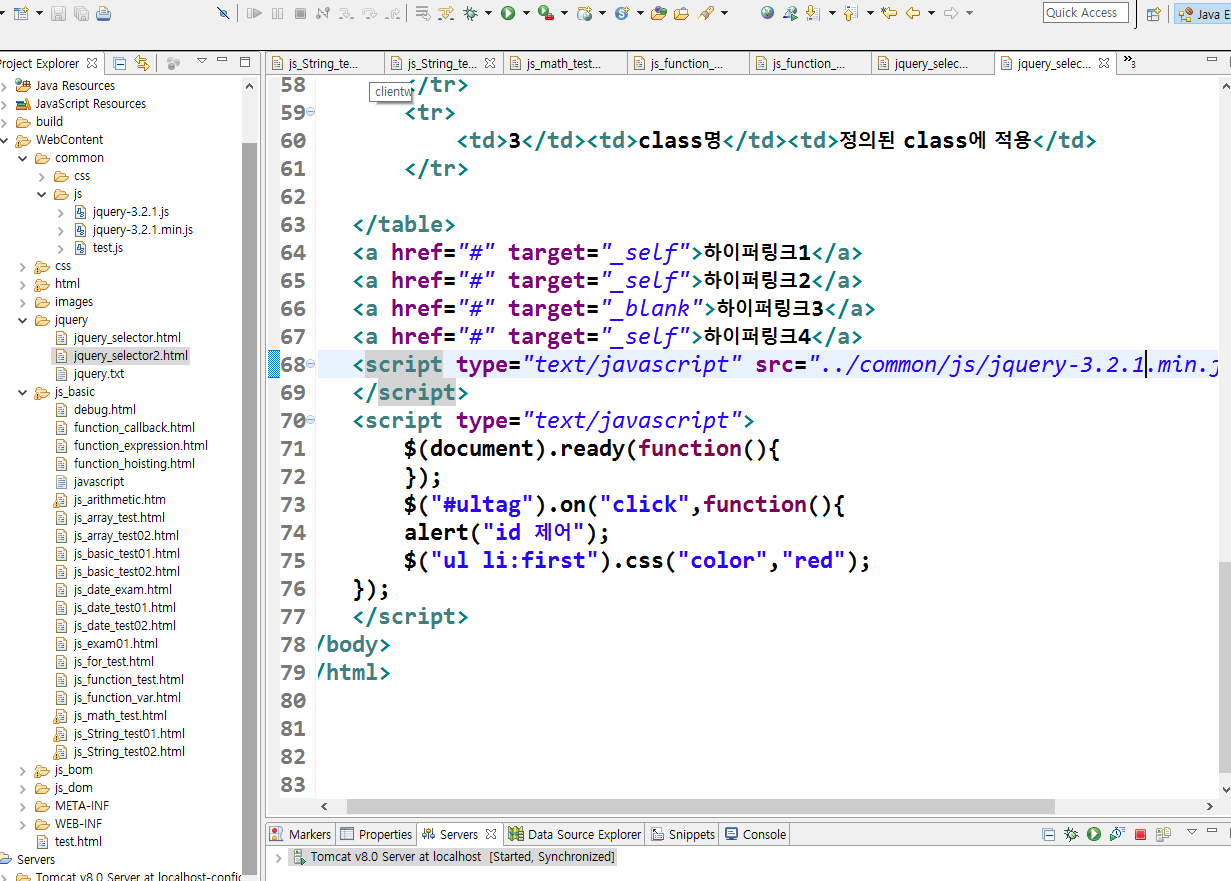 Quick Access
Java E
Project Explorer
js_String_te...
js_String_te...
js_math_test...
js_function_...
js_function_...
jquery_selec...
jquery_selec...
3
clientw
Java Resources
JavaScript Resources
build
WebContent
common
css
js
jquery-3.2.1.js
jquery-3.2.1.min.js
test.js
css
html
images
jquery
jquery_selector.html
jquery_selector2.html
jquery.txt
js_basic
debug.html
function_callback.html
function_expression.html
function_hoisting.html
javascript
js_arithmetic.htm
js_array_test.html
js_array_test02.html
js_basic_test01.html
js_basic_test02.html
js_date_exam.html
js_date_test01.html
js_date_test02.html
js_exam01.html
js_for_test.html
js_function_test.html
js_function_var.html
js_math_test.html
js_String_test01.html
js_String_test02.html
js_bom
js_dom
META-INF
WEB-INF
test.html
Servers
Tomcat v8.0 Server at localhost-config
58 </tr>
59 <tr>
60 <td>3</td><td>class명</td><td>정의된 class에 적용</td>
61 </tr>
62
63 </table>
64 <a href="#" target="_self">하이퍼링크1</a>
65 <a href="#" target="_self">하이퍼링크2</a>
66 <a href="#" target="_blank">하이퍼링크3</a>
67 <a href="#" target="_self">하이퍼링크4</a>
68 <script type="text/javascript" src="../common/js/jquery-3.2.1.min.j
69 </script>
70 <script type="text/javascript">
71 $(document).ready(function(){
72 });
73 $("#ultag").on("click",function(){
74 alert("id 제어");
75 $("ul li:first").css("color","red");
76 });
77 </script>
78 /body>
79 /html>
80
81
82
83
Markers
Properties
Servers
Data Source Explorer
Snippets
Console
Tomcat v8.0 Server at localhost [Started, Synchronized]